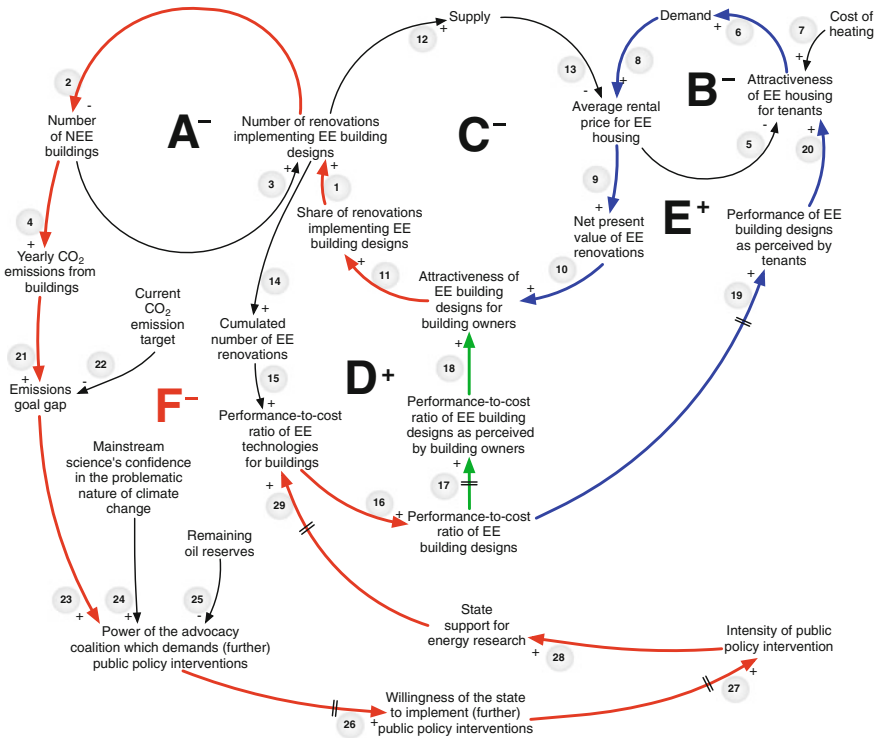 Supply
12
+
Demand
+
6
Cost of
heating
7
+
2
-
Number
of NEE
buildings
A–
Number of renovations
implementing EE building
designs
+
3
+
1
C–
13
-
8
+
Average rental
price for EE
housing
B–
Attractiveness
of EE housing
for tenants
-
5
+
20
9
+
Net present
value of EE
renovations
E+
Performance of EE
building designs
as perceived by
tenants
+
19
4
+
Yearly CO2
emissions from
buildings
Share of renovations
implementing EE
building designs
+
11
10
+
Attractiveness of
EE building
designs for
building owners
+
18
14
+
Cumulated
number of EE
renovations
15
+
Current
CO2
emission
target
22
-
21
+
Emissions
goal gap
F–
D+
Performance-to-cost
ratio of EE
technologies
for buildings
+
29
Performance-to-cost
ratio of EE building
designs as perceived
by building owners
+
17
16
+
Performance-to-cost
ratio of EE
building designs
Mainstream
science's confidence
in the problematic
nature of climate
change
Remaining
oil reserves
23
+
24
+
25
-
Power of the advocacy
coalition which demands (further)
public policy interventions
State
support for
energy research
+
28
Intensity of public
policy intervention
+
27
26
+
Willingness of the state
to implement (further)
public policy interventions